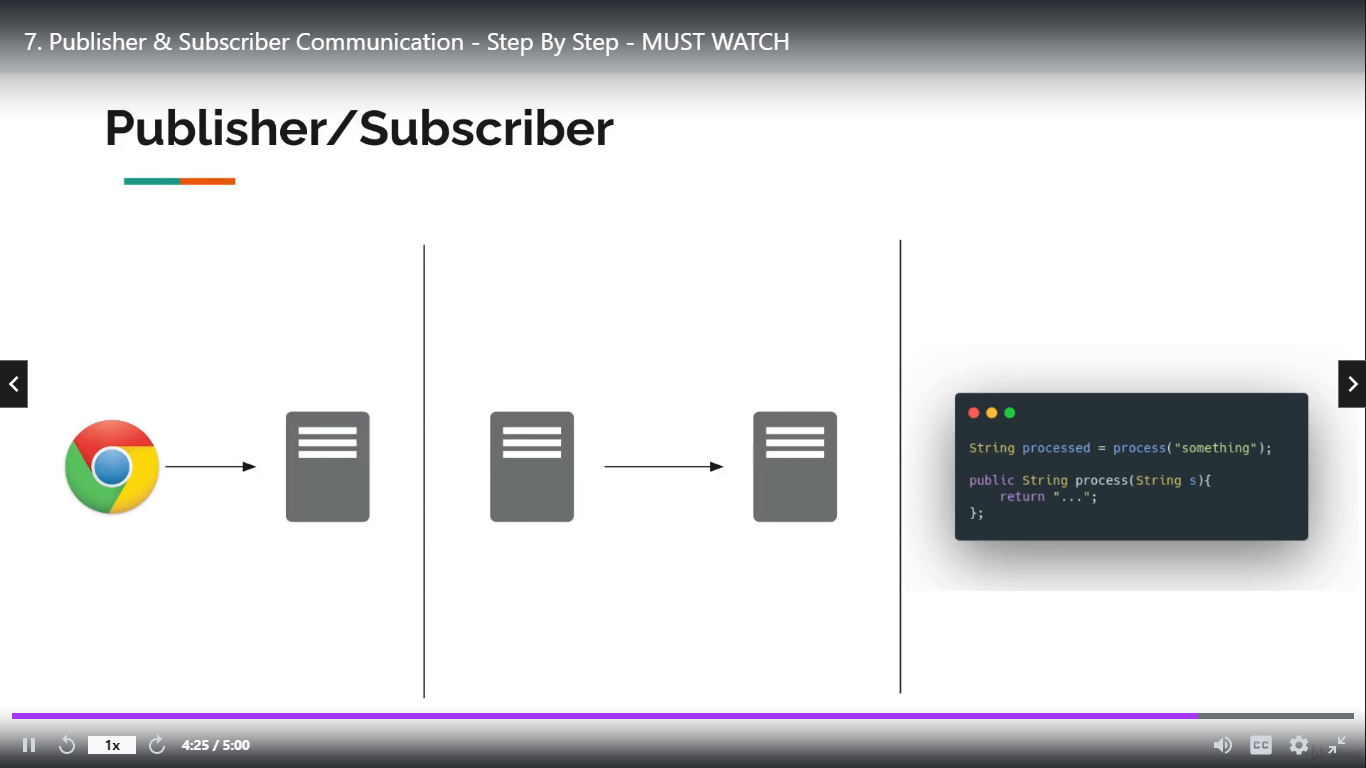 7. Publisher & Subscriber Communication - Step By Step - MUST WATCH
Publisher/Subscriber
String processed = process("something");
public String process(String s){
return "...";
};
1x
4:25 / 5:00
CC